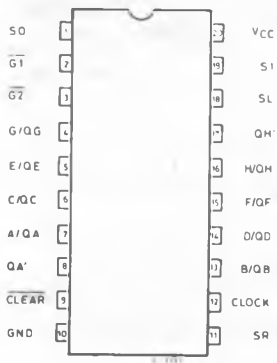 S0 1 20 VCC
G1 2 19 S1
G2 3 18 SL
G/QG 4 17 QH'
E/QE 5 16 H/QH
C/QC 6 15 F/QF
A/QA 7 14 D/QD
QA' 8 13 B/QB
CLEAR 9 12 CLOCK
GND 10 11 SR